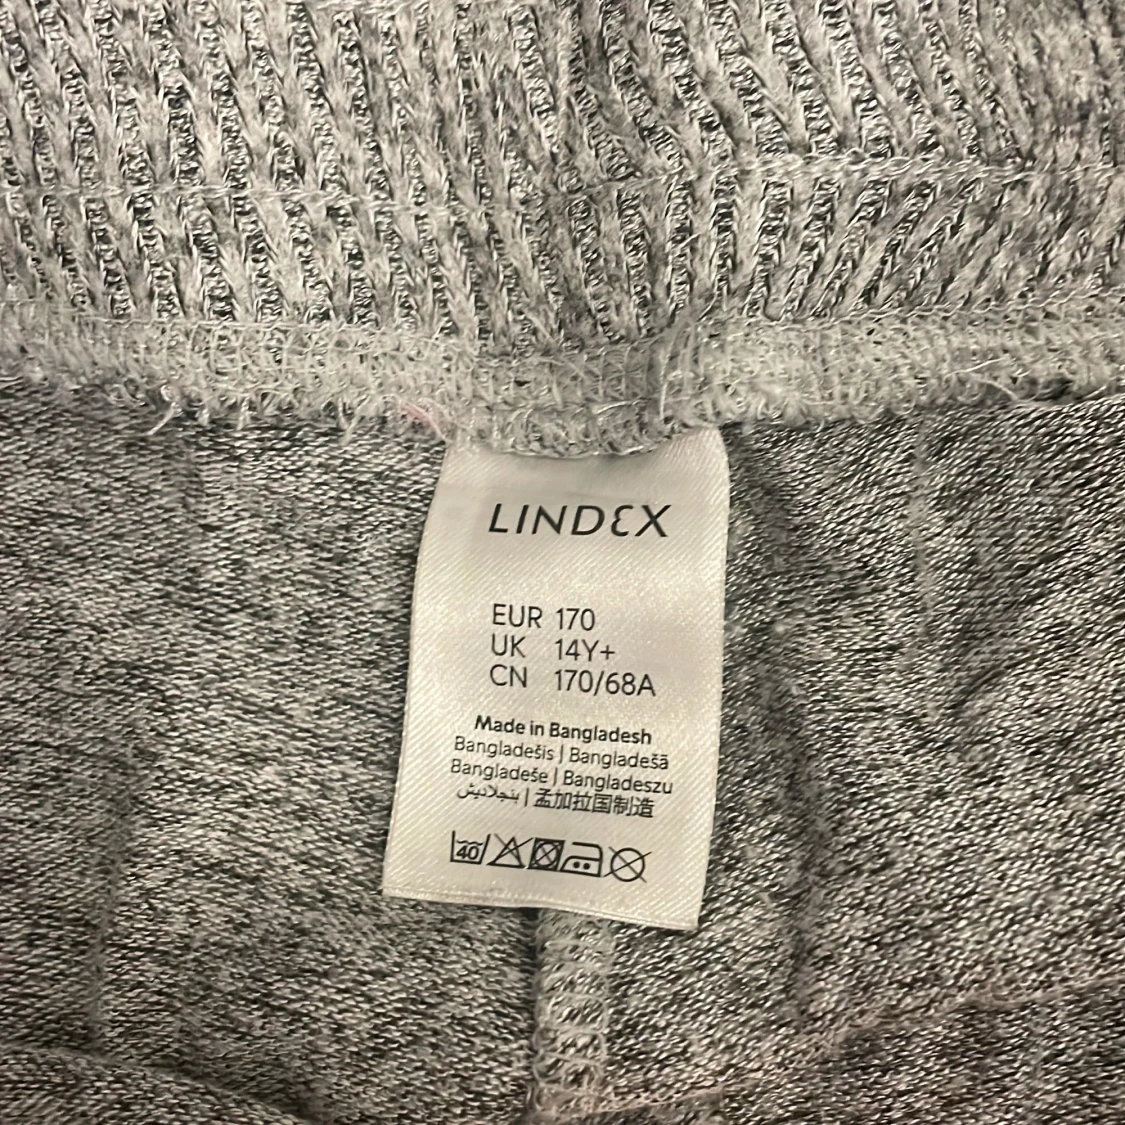 LINDEX
EUR 170
UK 14Y+
CN 170/68A
Made in Bangladesh
Bangladešis | Bangladešā
Bangladeše | Bangladeszu
بنجلاديش | 孟加拉国制造
40